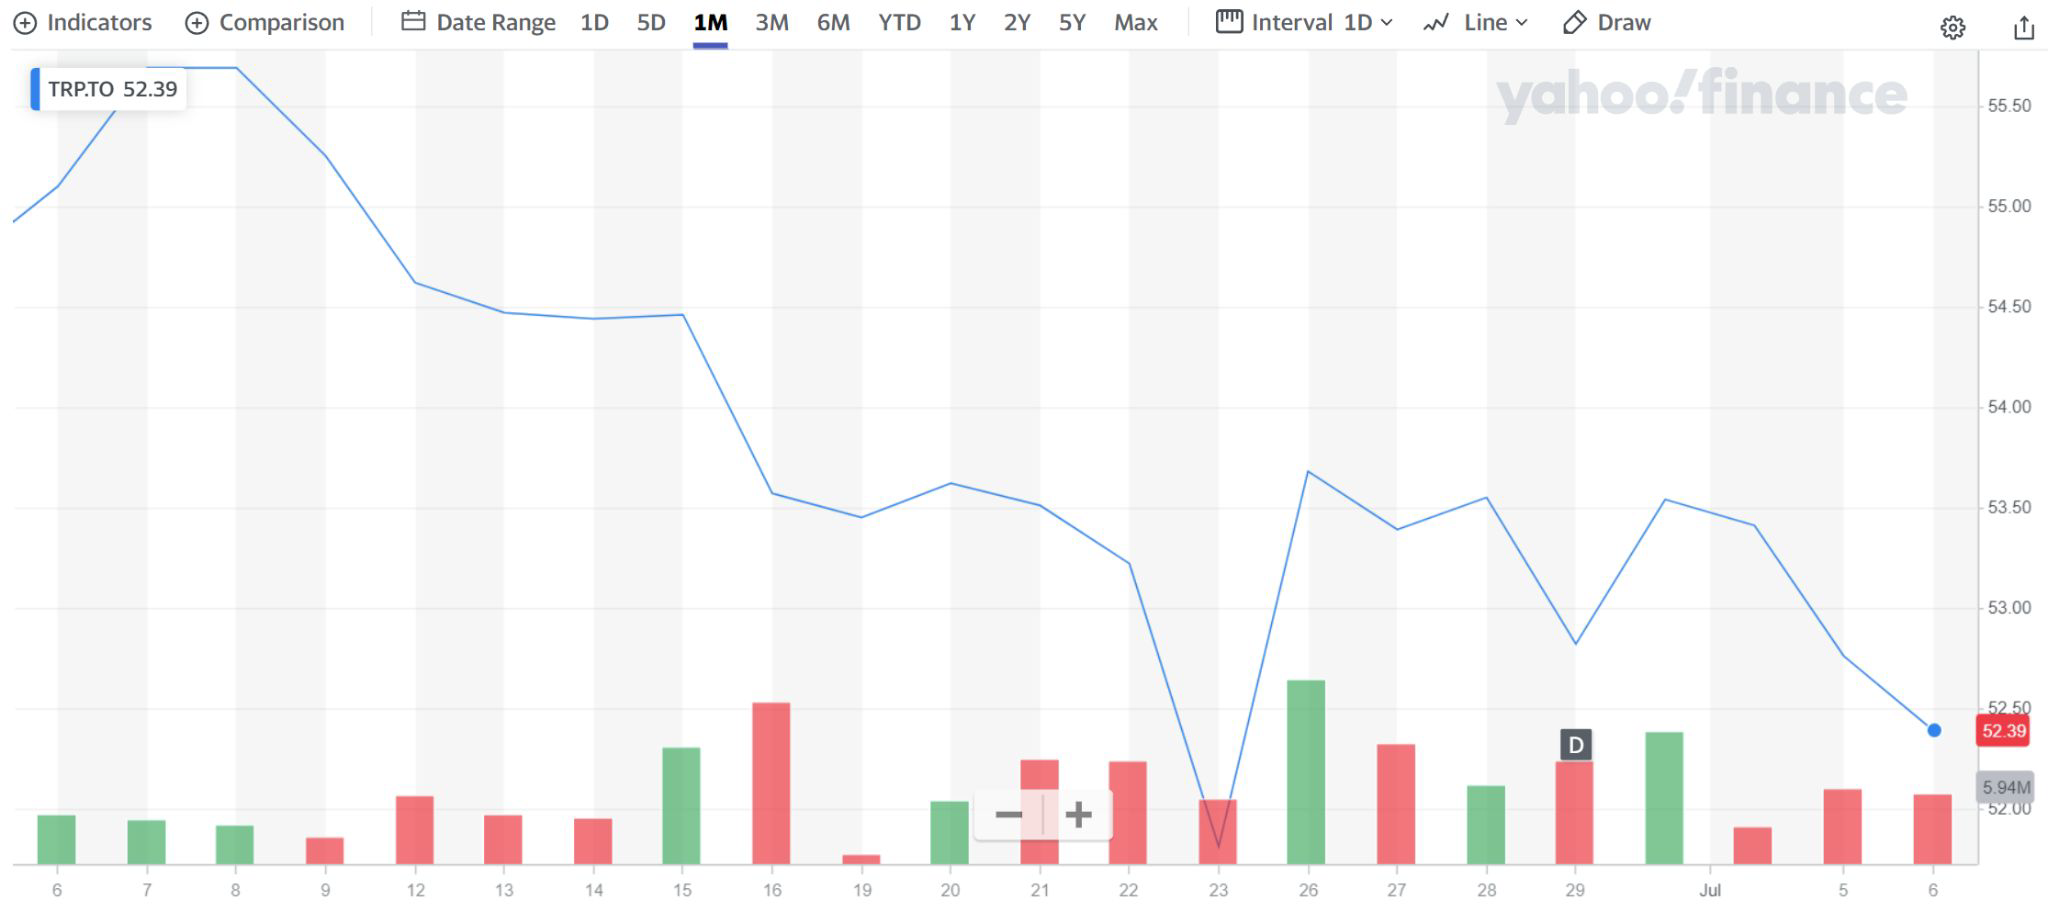 Indicators Comparison Date Range 1D 5D 1M 3M 6M YTD 1Y 2Y 5Y Max Interval 1D Line Draw
TRP.TO 52.39
yahoo!finance
55.50
55.00
54.50
54.00
53.50
53.00
52.50
52.39
D
5.94M
52.00
6 7 8 9 12 13 14 15 16 19 20 21 22 23 26 27 28 29 Jul 5 6